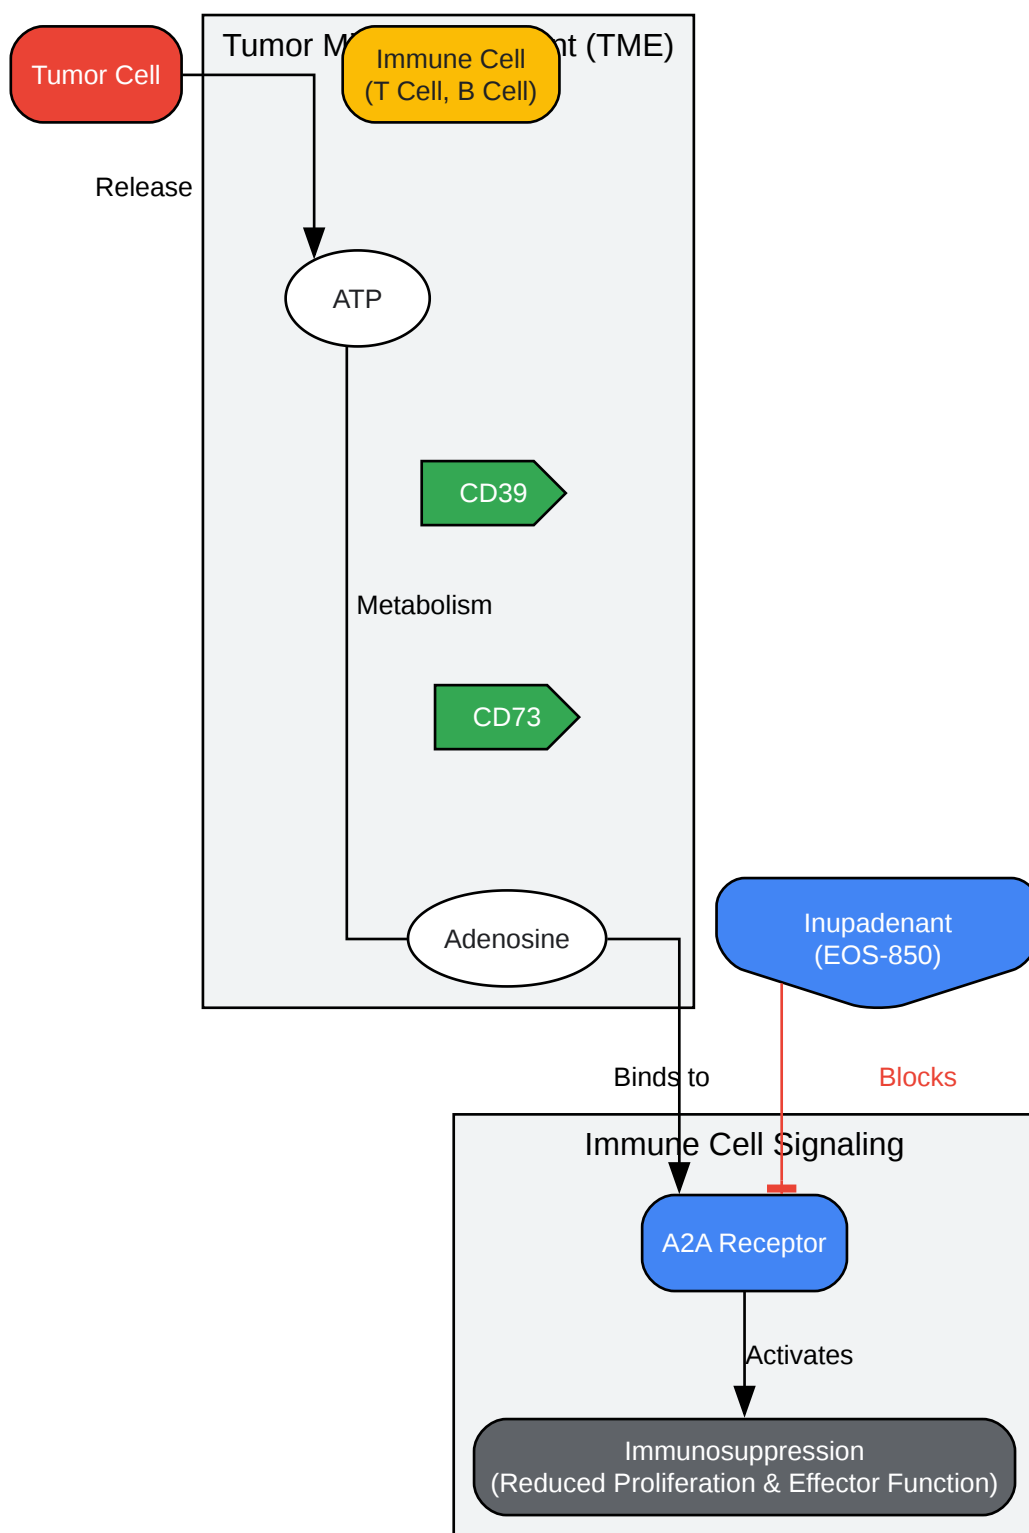 Tumor Cell
Tumor M
nt (TME)
Immune Cell
(T Cell, B Cell)
Release
ATP
CD39
Metabolism
CD73
Adenosine
Inupadenant
(EOS-850)
Binds to
Blocks
Immune Cell Signaling
A2A Receptor
Activates
Immunosuppression
(Reduced Proliferation & Effector Function)